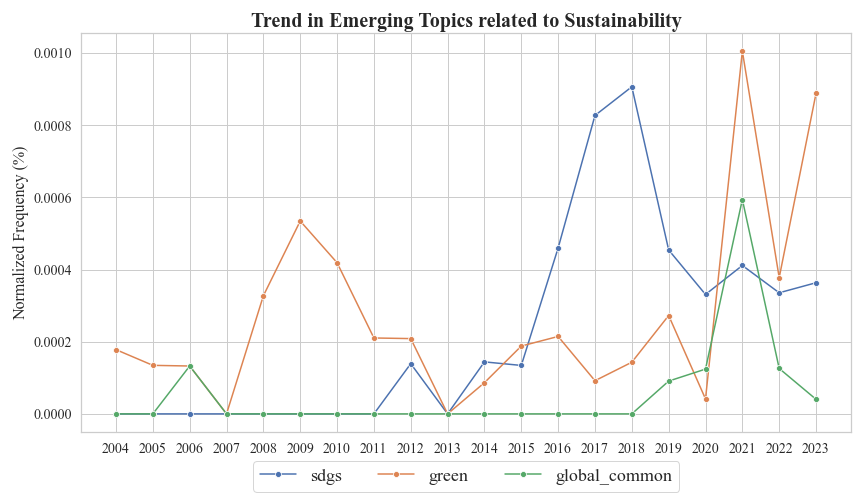 Trend in Emerging Topics related to Sustainability
Normalized Frequency (%)
0.0010
0.0008
0.0006
0.0004
0.0002
0.0000
2004 2005 2006 2007 2008 2009 2010 2011 2012 2013 2014 2015 2016 2017 2018 2019 2020 2021 2022 2023
sdgs green global_common